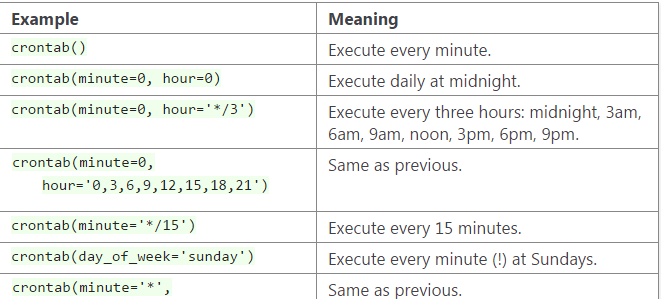 Example Meaning
crontab() Execute every minute.
crontab(minute=0, hour=0) Execute daily at midnight.
crontab(minute=0, hour='*/3') Execute every three hours: midnight, 3am,
6am, 9am, noon, 3pm, 6pm, 9pm.
crontab(minute=0, Same as previous.
hour='0,3,6,9,12,15,18,21')
crontab(minute='*/15') Execute every 15 minutes.
crontab(day_of_week='sunday') Execute every minute (!) at Sundays.
crontab(minute='*', Same as previous.